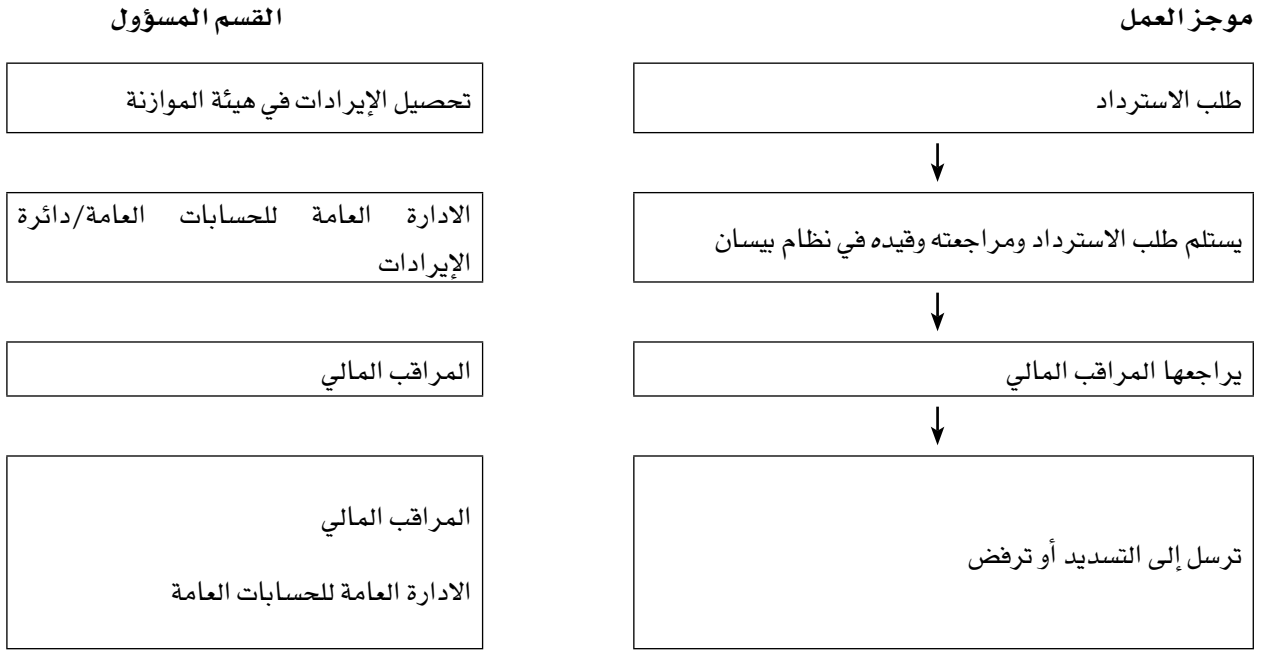 موجز العمل
القسم المسؤول
طلب الاسترداد
تحصيل الإيرادات في هيئة الموازنة
يستلم طلب الاسترداد ومراجعته وقيده في نظام بيسان
الادارة العامة للحسابات العامة/دائرة
الإيرادات
يراجعها المراقب المالي
المراقب المالي
ترسل إلى التسديد أو ترفض
المراقب المالي
الادارة العامة للحسابات العامة